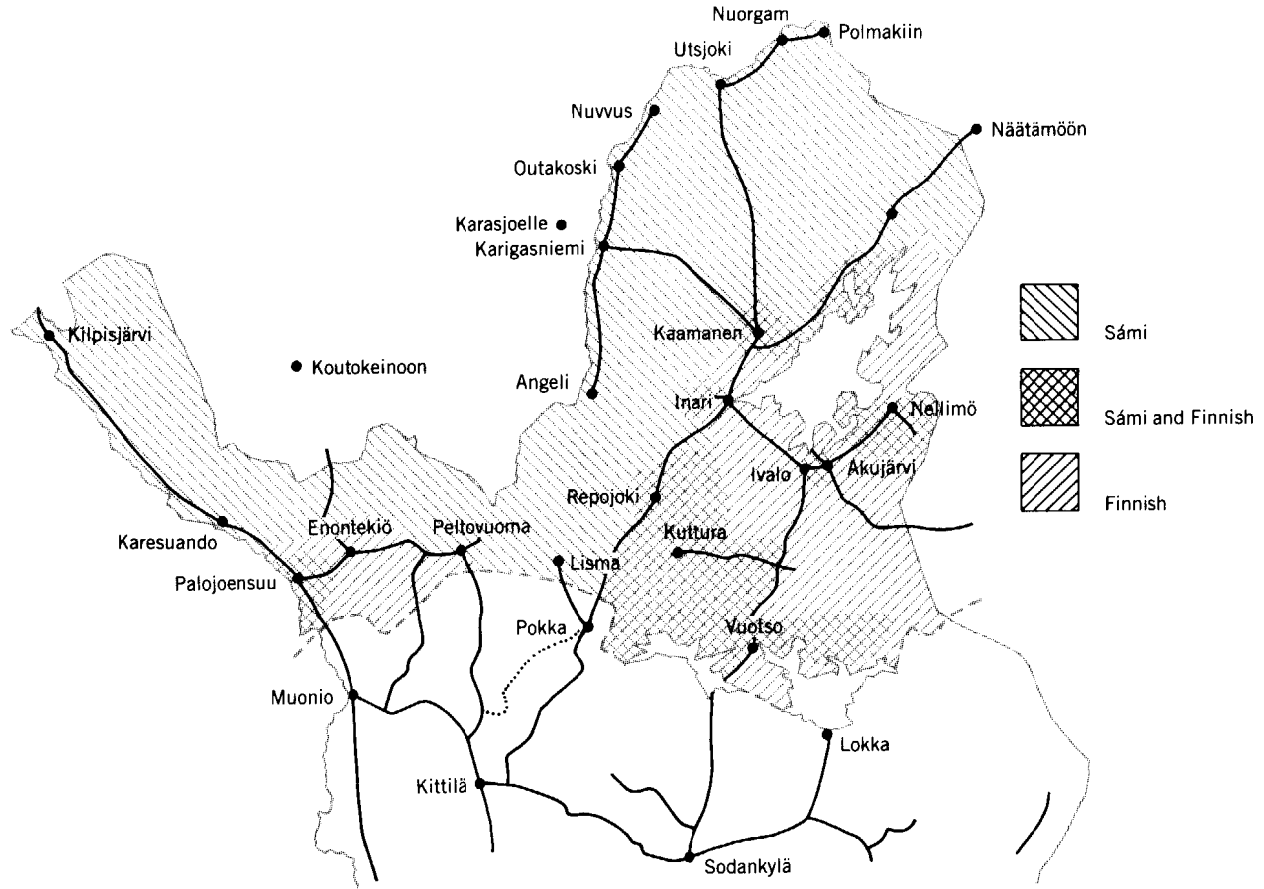 Nuorgam
Polmakiin
Utsjoki
Nuvvus
Näätämöön
Outakoski
Karasjoelle
Karigasniemi
Kilpisjärvi
Kaamanen
Sámi
Koutokeinoon
Angeli
Inari
Nellimö
Sámi and Finnish
Ivalo
Akujärvi
Repojoki
Finnish
Karesuando
Enontekiö
Peltovuoma
Kultura
Lisma
Palojoensuu
Pokka
Vuotso
Muonio
Lokka
Kittilä
Sodankylä